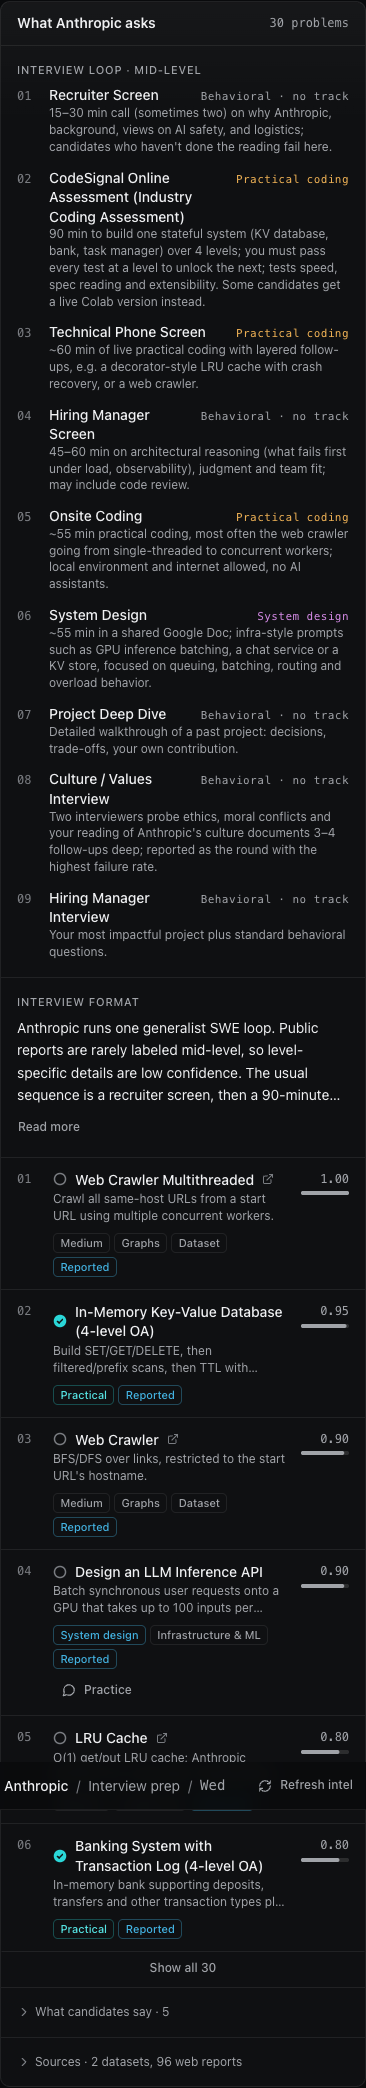 What Anthropic asks
30 problems
INTERVIEW LOOP · MID-LEVEL
01 Recruiter Screen Behavioral · no track
15–30 min call (sometimes two) on why Anthropic,
background, views on AI safety, and logistics;
candidates who haven't done the reading fail here.
02 CodeSignal Online Practical coding
Assessment (Industry
Coding Assessment)
90 min to build one stateful system (KV database,
bank, task manager) over 4 levels; you must pass
every test at a level to unlock the next; tests speed,
spec reading and extensibility. Some candidates get
a live Colab version instead.
03 Technical Phone Screen Practical coding
~60 min of live practical coding with layered follow-
ups, e.g. a decorator-style LRU cache with crash
recovery, or a web crawler.
04 Hiring Manager Behavioral · no track
Screen
45–60 min on architectural reasoning (what fails first
under load, observability), judgment and team fit;
may include code review.
05 Onsite Coding Practical coding
~55 min practical coding, most often the web crawler
going from single-threaded to concurrent workers;
local environment and internet allowed, no AI
assistants.
06 System Design System design
~55 min in a shared Google Doc; infra-style prompts
such as GPU inference batching, a chat service or a
KV store, focused on queuing, batching, routing and
overload behavior.
07 Project Deep Dive Behavioral · no track
Detailed walkthrough of a past project: decisions,
trade-offs, your own contribution.
08 Culture / Values Behavioral · no track
Interview
Two interviewers probe ethics, moral conflicts and
your reading of Anthropic's culture documents 3–4
follow-ups deep; reported as the round with the
highest failure rate.
09 Hiring Manager Behavioral · no track
Interview
Your most impactful project plus standard behavioral
questions.
INTERVIEW FORMAT
Anthropic runs one generalist SWE loop. Public
reports are rarely labeled mid-level, so level-
specific details are low confidence. The usual
sequence is a recruiter screen, then a 90-minute…
Read more
01 Web Crawler Multithreaded 1.00
Crawl all same-host URLs from a start
URL using multiple concurrent workers.
Medium Graphs Dataset
Reported
02 In-Memory Key-Value Database 0.95
(4-level OA)
Build SET/GET/DELETE, then
filtered/prefix scans, then TTL with…
Practical Reported
03 Web Crawler 0.90
BFS/DFS over links, restricted to the start
URL's hostname.
Medium Graphs Dataset
Reported
04 Design an LLM Inference API 0.90
Batch synchronous user requests onto a
GPU that takes up to 100 inputs per…
System design Infrastructure & ML
Reported
Practice
05 LRU Cache 0.80
O(1) get/put LRU cache; Anthropic
Anthropic / Interview prep / Wed Refresh intel
06 Banking System with 0.80
Transaction Log (4-level OA)
In-memory bank supporting deposits,
transfers and other transaction types pl…
Practical Reported
Show all 30
What candidates say · 5
Sources · 2 datasets, 96 web reports